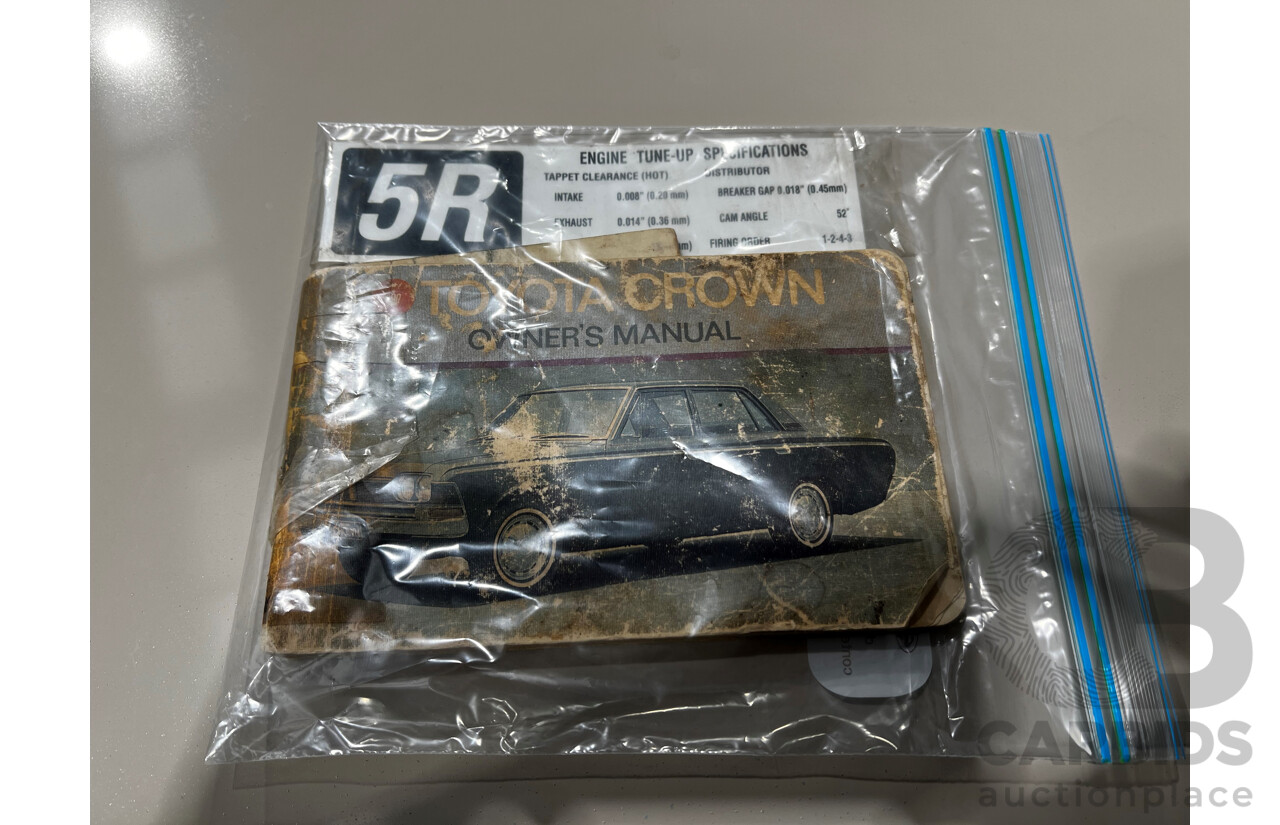 5R
ENGINE TUNE-UP SPECIFICATIONS
TAPPET CLEARANCE (HOT) DISTRIBUTOR
INTAKE 0.008" (0.20 mm) BREAKER GAP 0.018" (0.45mm)
EXHAUST 0.014" (0.36 mm) CAM ANGLE 52°
mm) FIRING ORDER 1-2-4-3
TOYOTA CROWN
OWNER'S MANUAL
CANDIDS
auctionplace